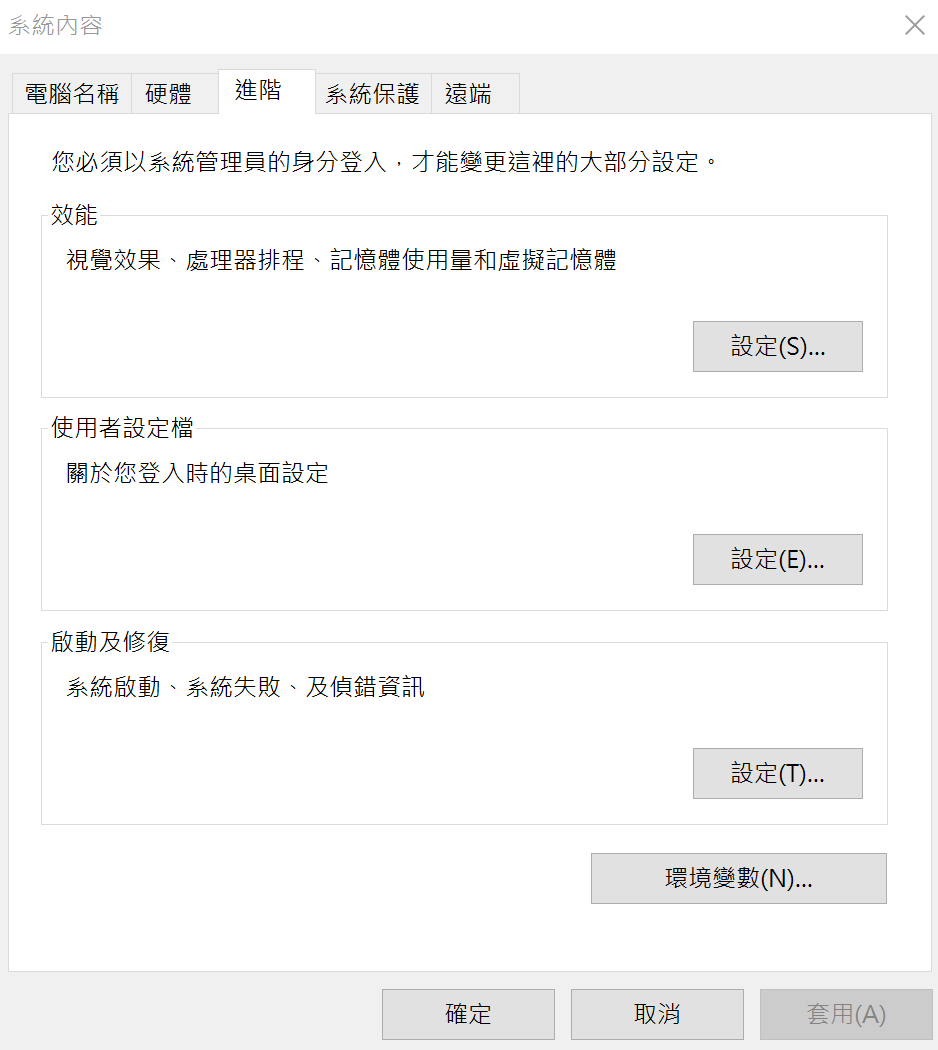 系統內容
電腦名稱 硬體 進階 系統保護 遠端
您必須以系統管理員的身分登入，才能變更這裡的大部分設定。
效能
視覺效果、處理器排程、記憶體使用量和虛擬記憶體
設定(S)...
使用者設定檔
關於您登入時的桌面設定
設定(E)...
啟動及修復
系統啟動、系統失敗、及偵錯資訊
設定(T)...
環境變數(N)...
確定 取消 套用(A)